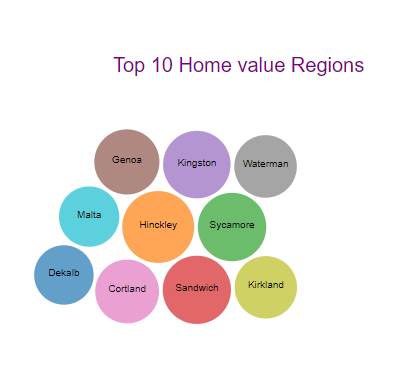 Top 10 Home value Regions
Genoa
Kingston
Waterman
Malta
Hinckley
Sycamore
Dekalb
Cortland
Sandwich
Kirkland